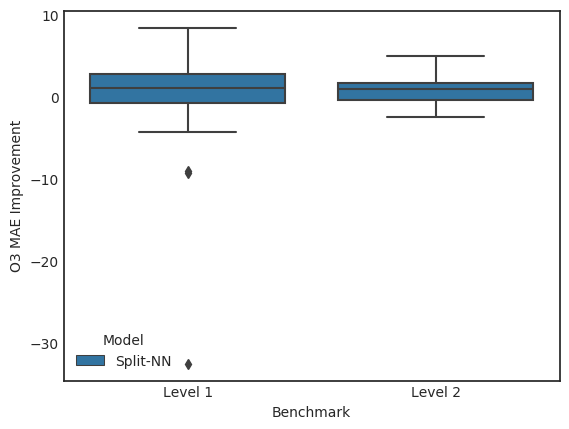 10
0
−10
−20
−30
O3 MAE Improvement
Model
Split-NN
Level 1
Level 2
Benchmark